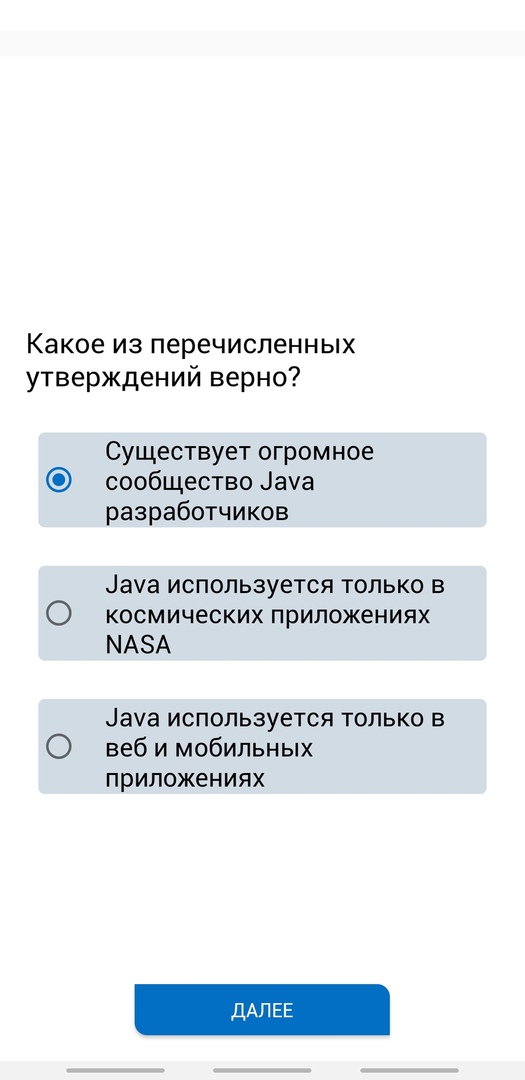 Какое из перечисленных
утверждений верно?
Существует огромное
сообщество Java
разработчиков
Java используется только в
космических приложениях
NASA
Java используется только в
веб и мобильных
приложениях
ДАЛЕЕ